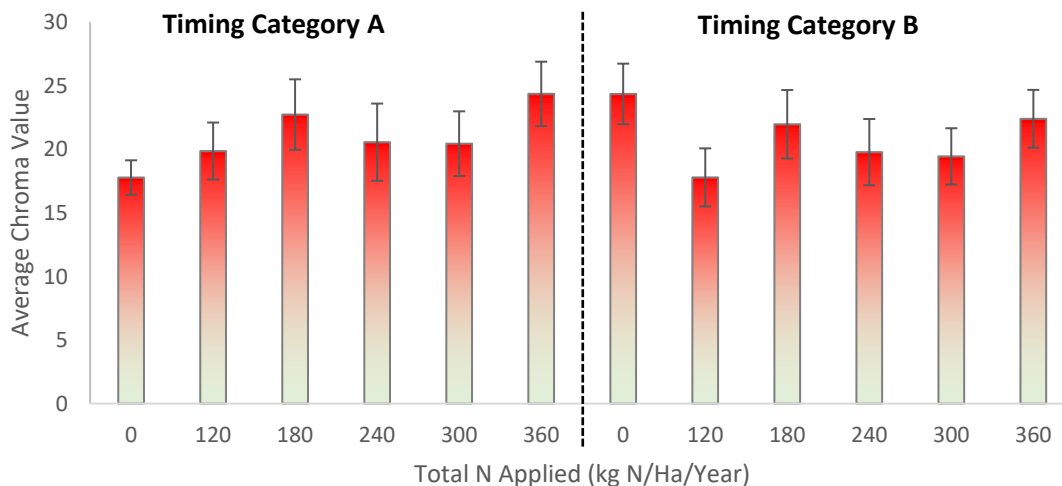 Timing Category A
Timing Category B
Average Chroma Value
30
25
20
15
10
5
0
0 120 180 240 300 360 0 120 180 240 300 360
Total N Applied (kg N/Ha/Year)